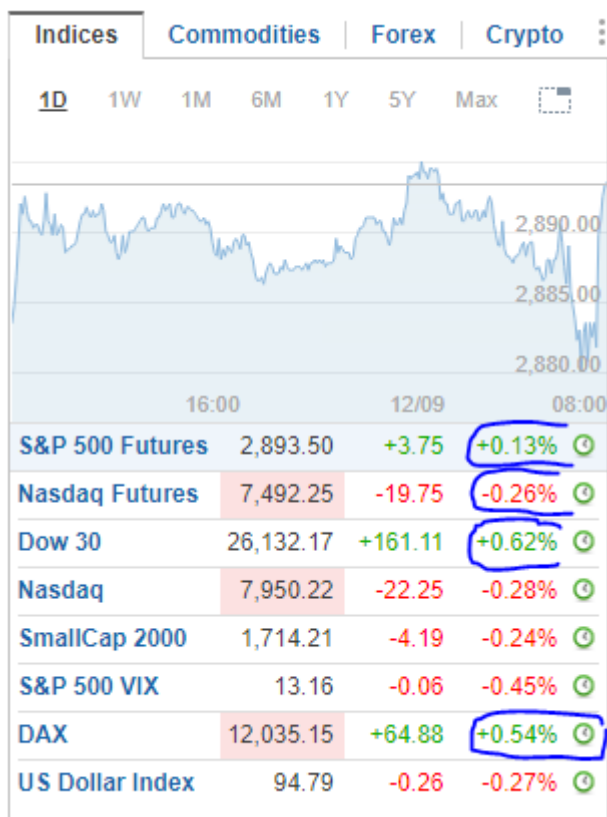 Indices Commodities Forex Crypto
1D 1W 1M 6M 1Y 5Y Max
2,890.00
2,885.00
2,880.00
16:00 12/09 08:00
S&P 500 Futures 2,893.50 +3.75 +0.13%
Nasdaq Futures 7,492.25 -19.75 -0.26%
Dow 30 26,132.17 +161.11 +0.62%
Nasdaq 7,950.22 -22.25 -0.28%
SmallCap 2000 1,714.21 -4.19 -0.24%
S&P 500 VIX 13.16 -0.06 -0.45%
DAX 12,035.15 +64.88 +0.54%
US Dollar Index 94.79 -0.26 -0.27%